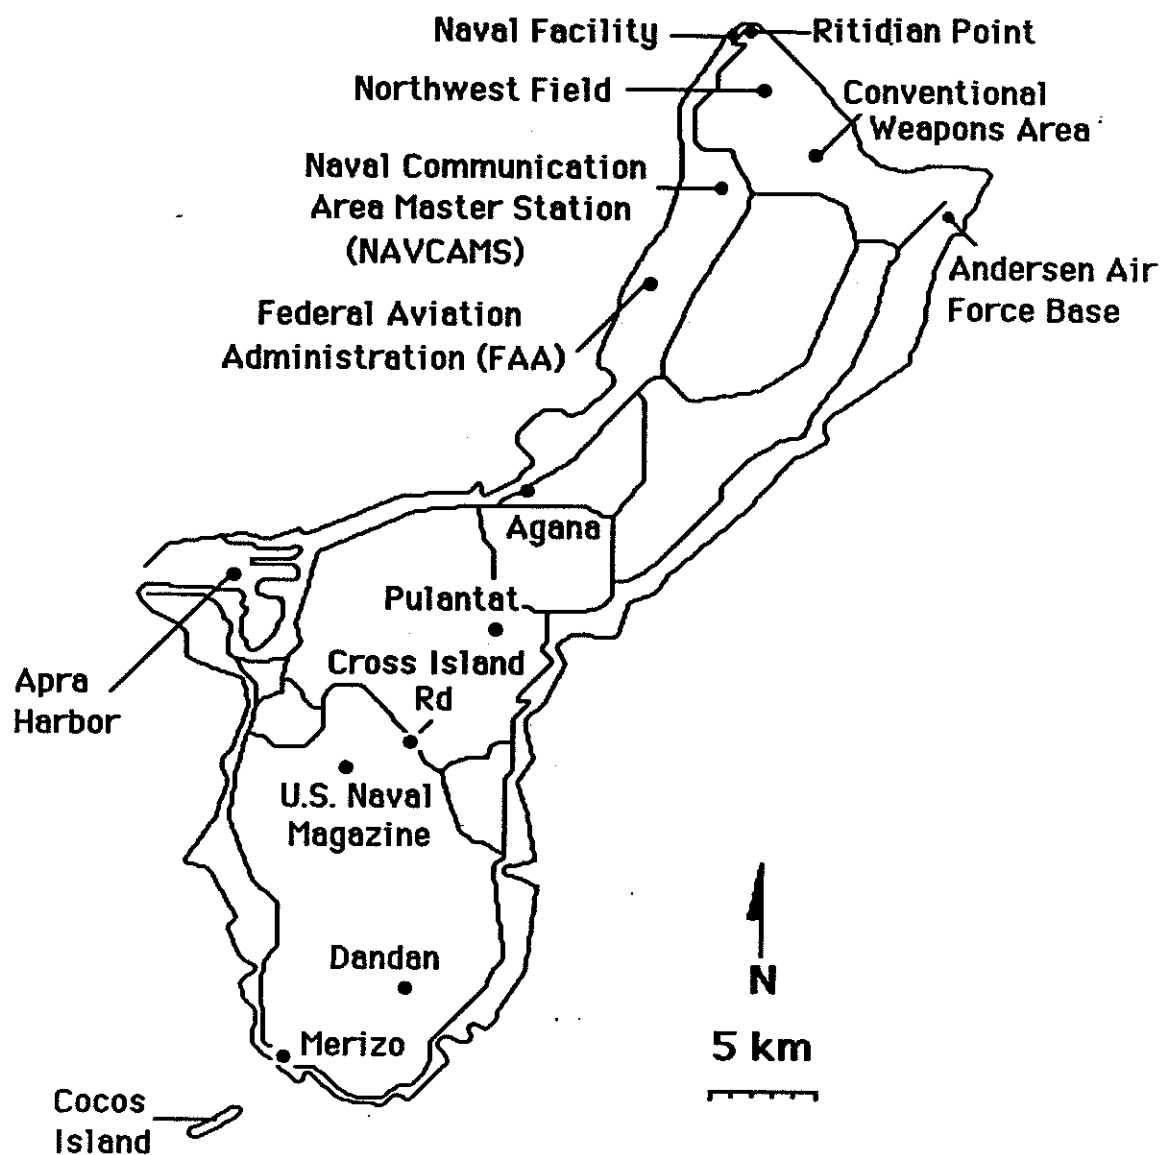 Naval Facility
Ritidian Point
Northwest Field
Conventional
Weapons Area
Naval Communication
Area Master Station
(NAVCAMS)
Andersen Air
Force Base
Federal Aviation
Administration (FAA)
Agana
Pulantat
Cross Island
Rd
Apra
Harbor
U.S. Naval
Magazine
Dandan
N
Merizo
5 km
Cocos
Island